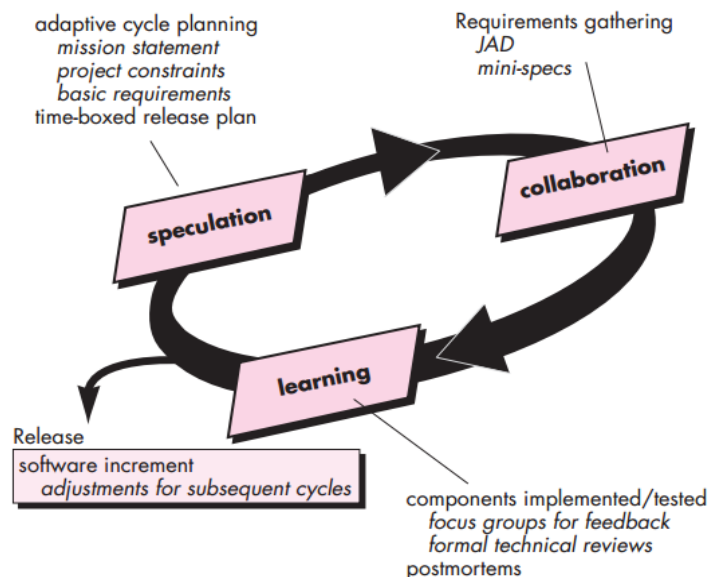 adaptive cycle planning
mission statement
project constraints
basic requirements
time-boxed release plan
Requirements gathering
JAD
mini-specs
speculation
collaboration
learning
Release
software increment
adjustments for subsequent cycles
components implemented/tested
focus groups for feedback
formal technical reviews
postmortems